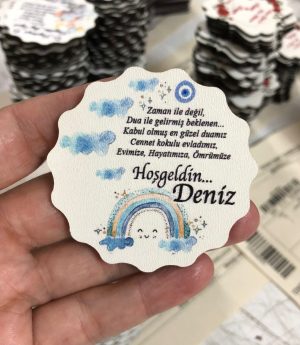 Zaman ile değil,
Dua ile gelirmiş beklenen...
Kabul olmuş en güzel duamız
Cennet kokulu evladımız,
Evimize, Hayatımıza, Ömrümüze
Hoşgeldin...
Deniz